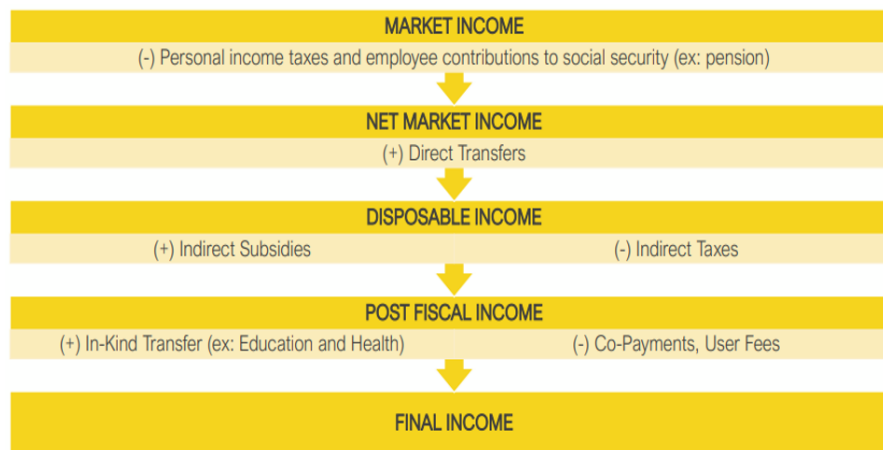 MARKET INCOME
(-) Personal income taxes and employee contributions to social security (ex: pension)
NET MARKET INCOME
(+) Direct Transfers
DISPOSABLE INCOME
(+) Indirect Subsidies
(-) Indirect Taxes
POST FISCAL INCOME
(+) In-Kind Transfer (ex: Education and Health)
(-) Co-Payments, User Fees
FINAL INCOME